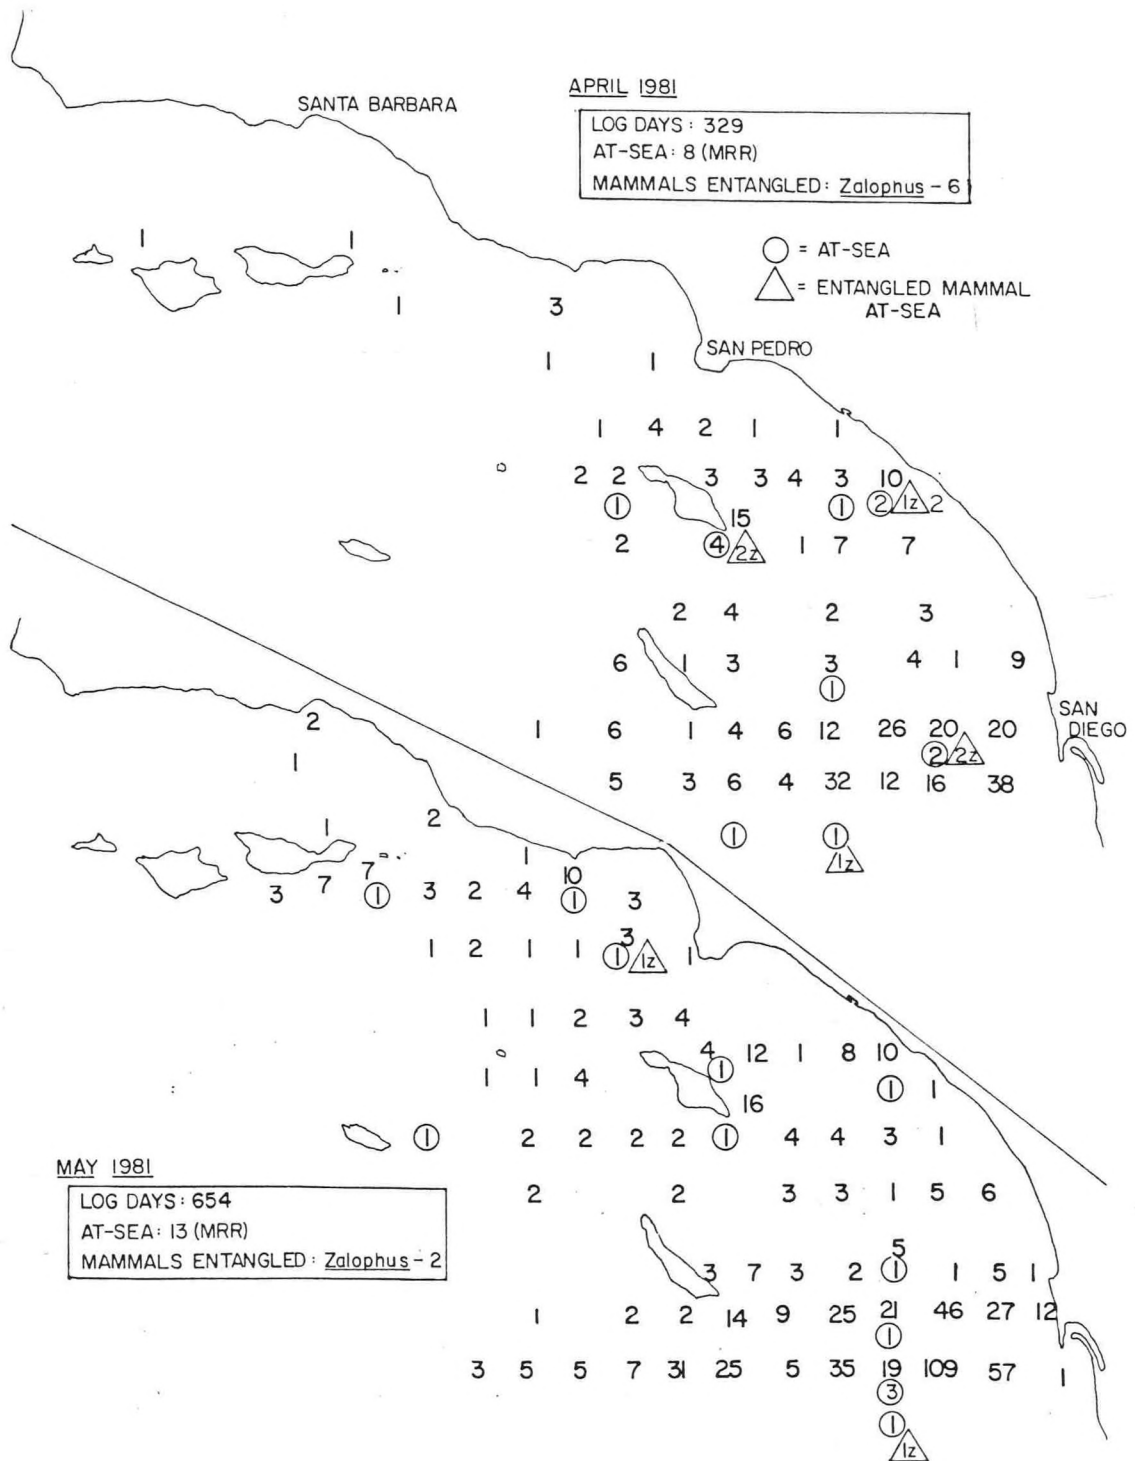 APRIL 1981
SANTA BARBARA
LOG DAYS: 329
AT-SEA: 8 (MRR)
MAMMALS ENTANGLED: Zalophus - 6
1 1
○ = AT-SEA
△ = ENTANGLED MAMMAL
AT-SEA
1 3
SAN PEDRO
1 1
1 4 2 1 1
2 2 3 3 4 3 10
1 1 2 1z 2
15
2 4 2z 1 7 7
2 4 2 3
6 1 3 3 4 1 9
1
SAN
DIEGO
1 6 1 4 6 12 26 20 20
2 2z
5 3 6 4 32 12 16 38
1 1
1z
2
1
1 2
1
7 10
3 7 1 3 2 4 1 3
3
1 2 1 1 1 1z 1
1 1 2 3 4
4 12 1 8 10
1
1 1 4 1 1
16
1 2 2 2 2 1 4 4 3 1
MAY 1981
LOG DAYS: 654
AT-SEA: 13 (MRR)
MAMMALS ENTANGLED: Zalophus - 2
2 2 3 3 1 5 6
5
3 7 3 2 1 1 5 1
1 2 2 14 9 25 21 46 27 12
1
3 5 5 7 31 25 5 35 19 109 57 1
3
1
1z